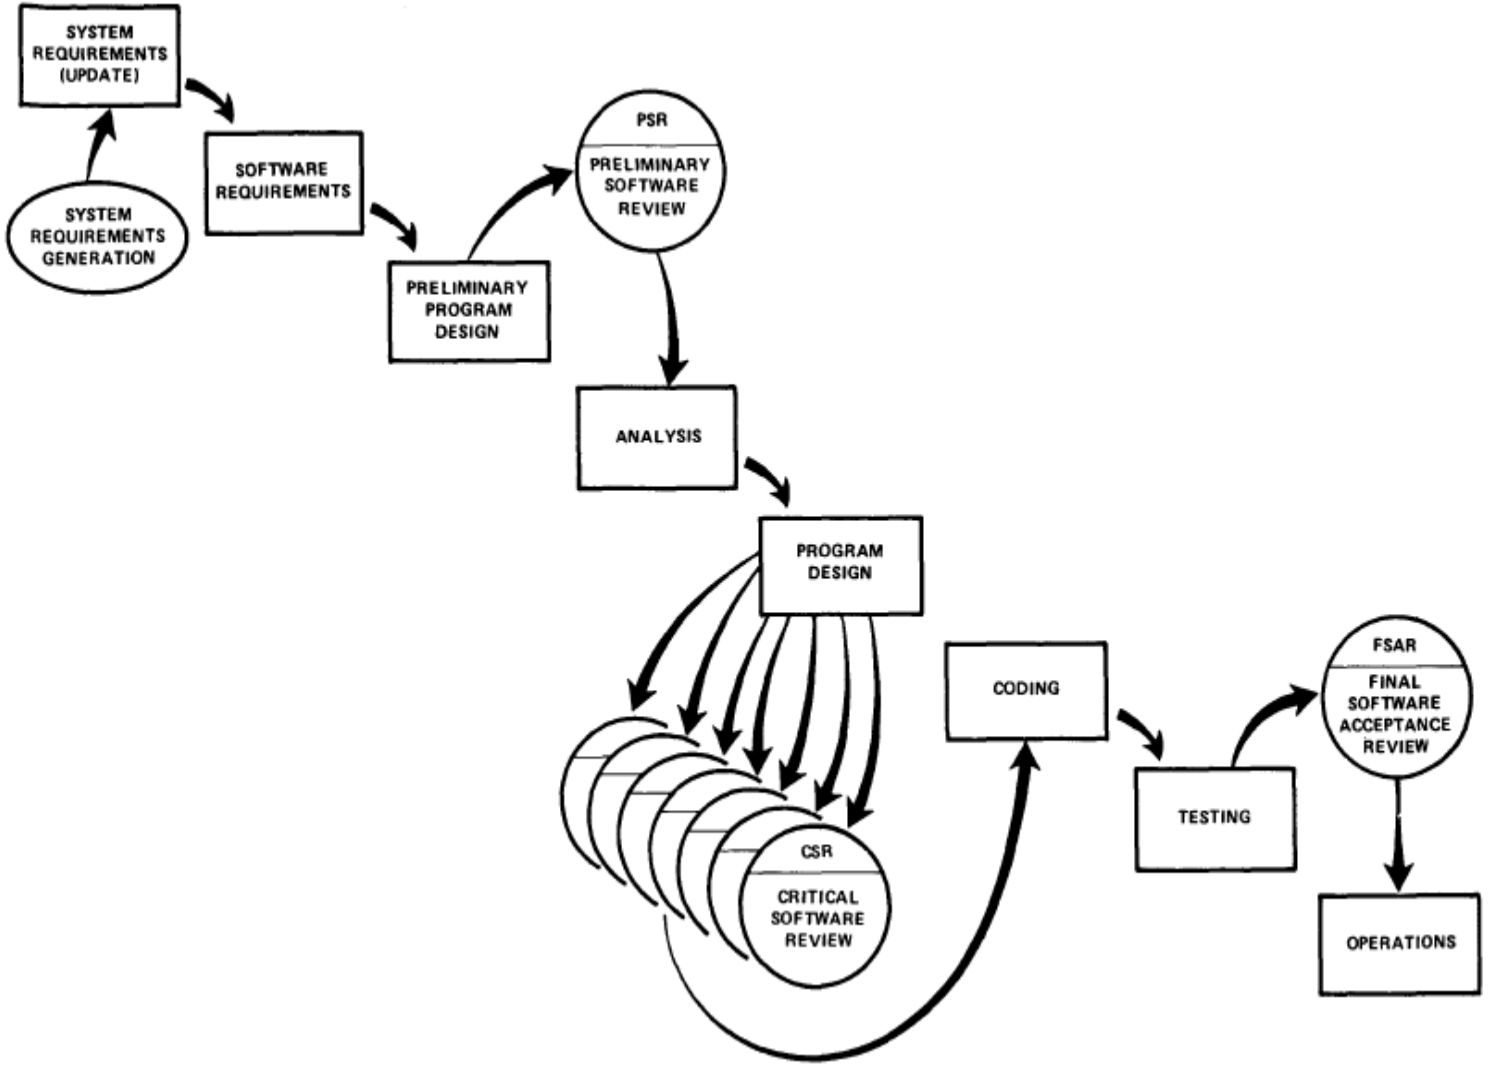 SYSTEM
REQUIREMENTS
(UPDATE)
SYSTEM
REQUIREMENTS
GENERATION
SOFTWARE
REQUIREMENTS
PRELIMINARY
PROGRAM
DESIGN
PSR
PRELIMINARY
SOFTWARE
REVIEW
ANALYSIS
PROGRAM
DESIGN
CSR
CRITICAL
SOFTWARE
REVIEW
CODING
TESTING
FSAR
FINAL
SOFTWARE
ACCEPTANCE
REVIEW
OPERATIONS